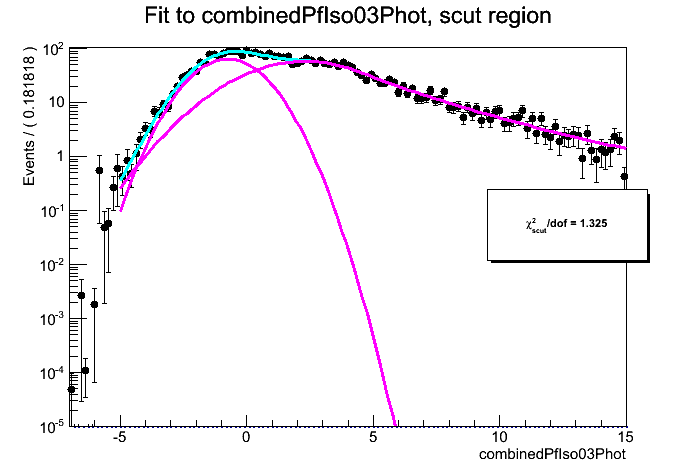 Fit to combinedPfIso03Phot, scut region
Events / ( 0.181818 )
10²
10
1
10⁻¹
10⁻²
10⁻³
10⁻⁴
10⁻⁵
χ²scut/dof = 1.325
-5 0 5 10 15
combinedPfIso03Phot